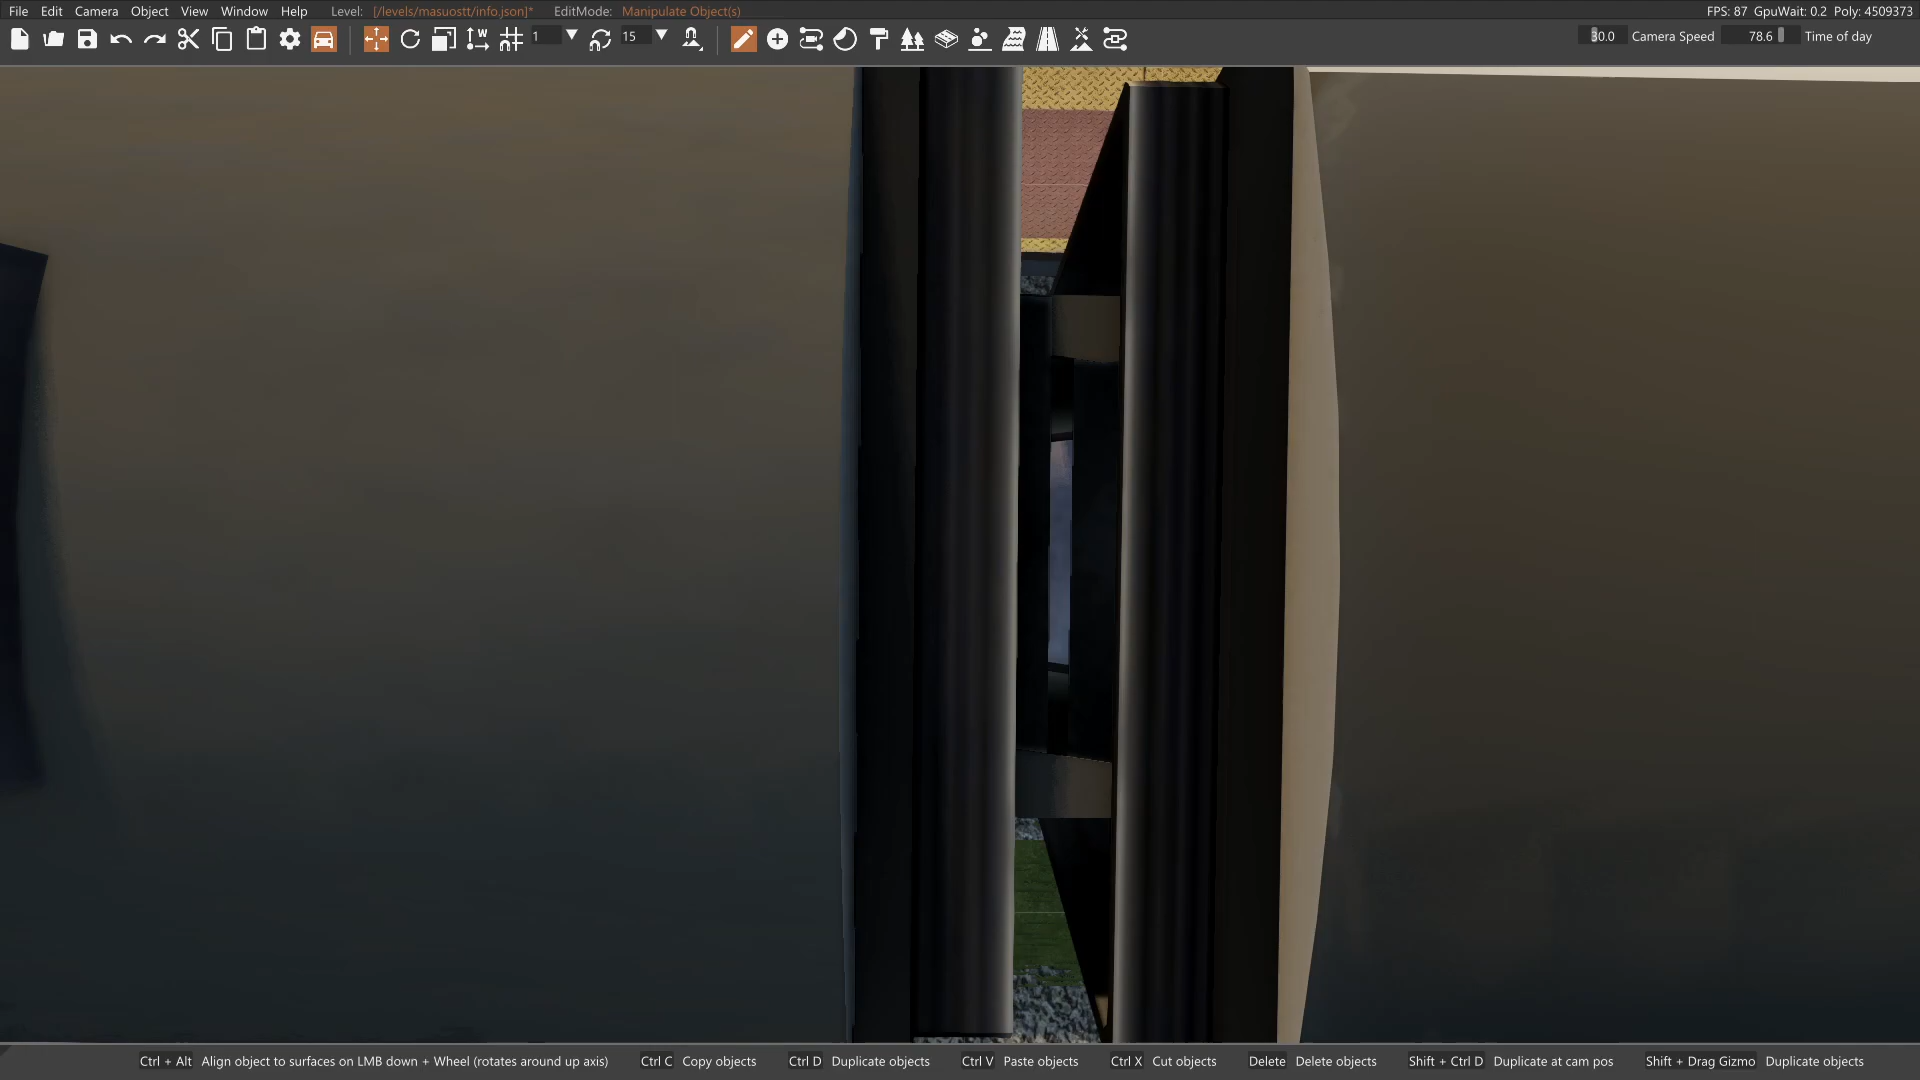 File Edit Camera Object View Window Help Level: [/levels/masuostt/info.json]* EditMode: Manipulate Object(s) FPS: 87 GpuWait: 0.2 Poly: 4509373
W 1 15 30.0 Camera Speed 78.6 Time of day
Ctrl + Alt Align object to surfaces on LMB down + Wheel (rotates around up axis) Ctrl C Copy objects Ctrl D Duplicate objects Ctrl V Paste objects Ctrl X Cut objects Delete Delete objects Shift + Ctrl D Duplicate at cam pos Shift + Drag Gizmo Duplicate objects